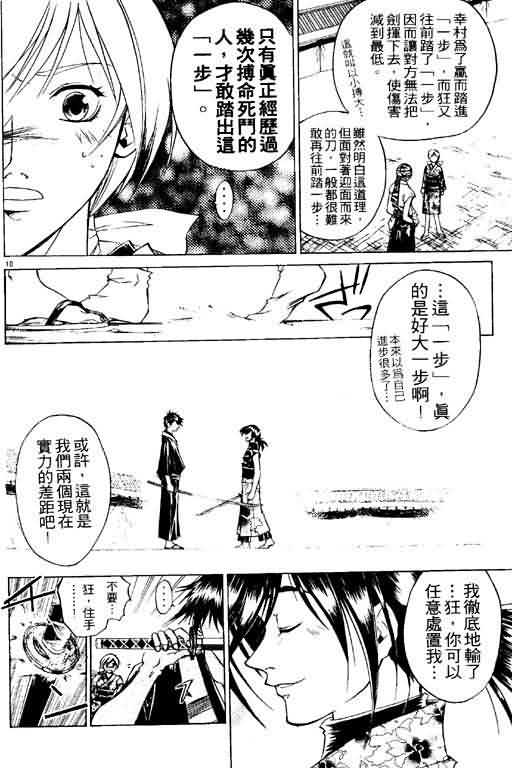 幸村為了贏而踏進
「一步」，而狂又
往前踏了「一步」，
因而讓對方無法把
劍揮下去，使傷害
減到最低。
這就叫以小搏大…
雖然明白這道理，
但面對著迎面而來
的刀，一般都很難
敢再往前踏一步…
只有真正經歷過
幾次搏命死鬥的
人，才敢踏出這
「一步」。
…
10
…這「一步」，真
的是好大一步啊！
本來以為自己
進步很多了…
或許，這就是
我們兩個現在
實力的差距吧！
我徹底地輸了
…狂，你可以
任意處置我…
…
不要…
狂，住手
……！